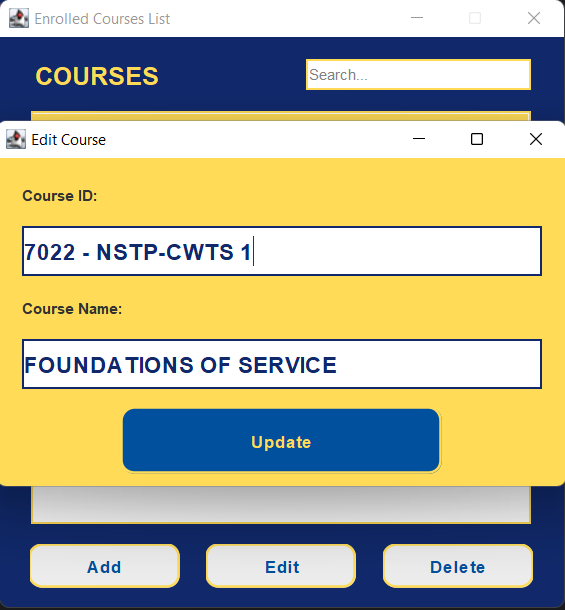 Enrolled Courses List
COURSES
Search...
Edit Course
Course ID:
7022 - NSTP-CWTS 1
Course Name:
FOUNDATIONS OF SERVICE
Update
Add
Edit
Delete